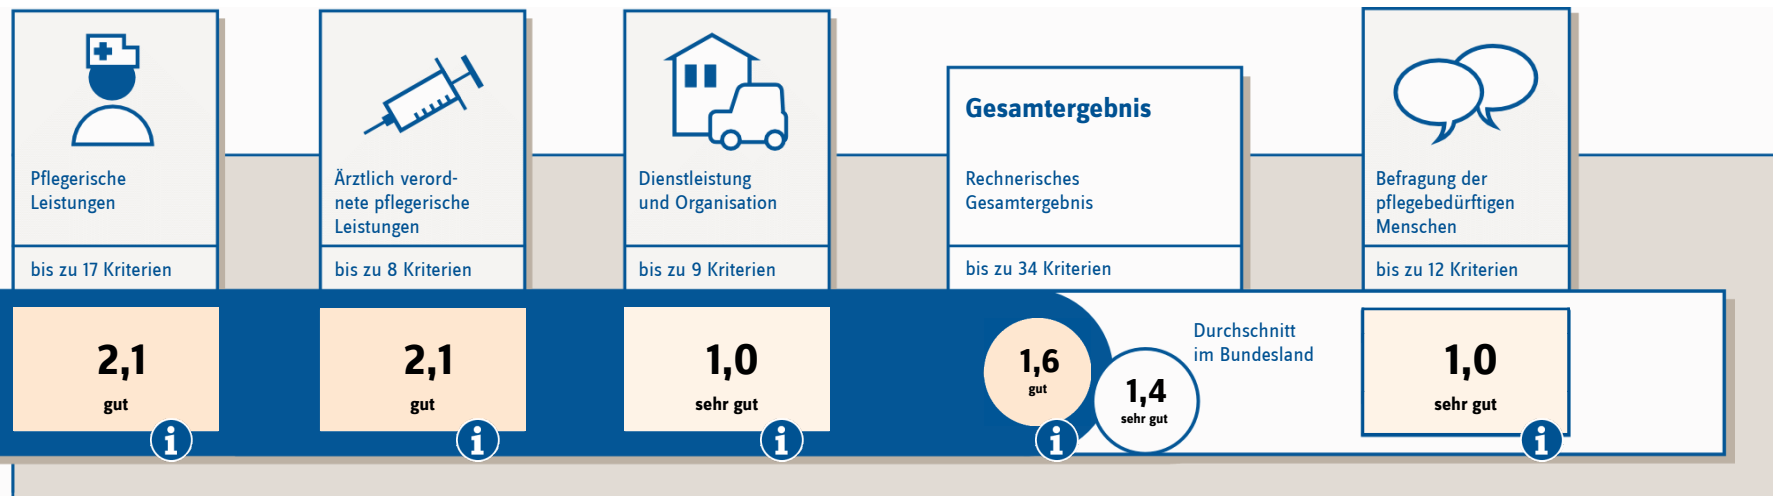 Pflegerische
Leistungen
bis zu 17 Kriterien
2,1
gut
i
Ärztlich verord-
nete pflegerische
Leistungen
bis zu 8 Kriterien
2,1
gut
i
Dienstleistung
und Organisation
bis zu 9 Kriterien
1,0
sehr gut
i
Gesamtergebnis
Rechnerisches
Gesamtergebnis
bis zu 34 Kriterien
1,6
gut
i
1,4
sehr gut
Durchschnitt
im Bundesland
Befragung der
pflegebedürftigen
Menschen
bis zu 12 Kriterien
1,0
sehr gut
i